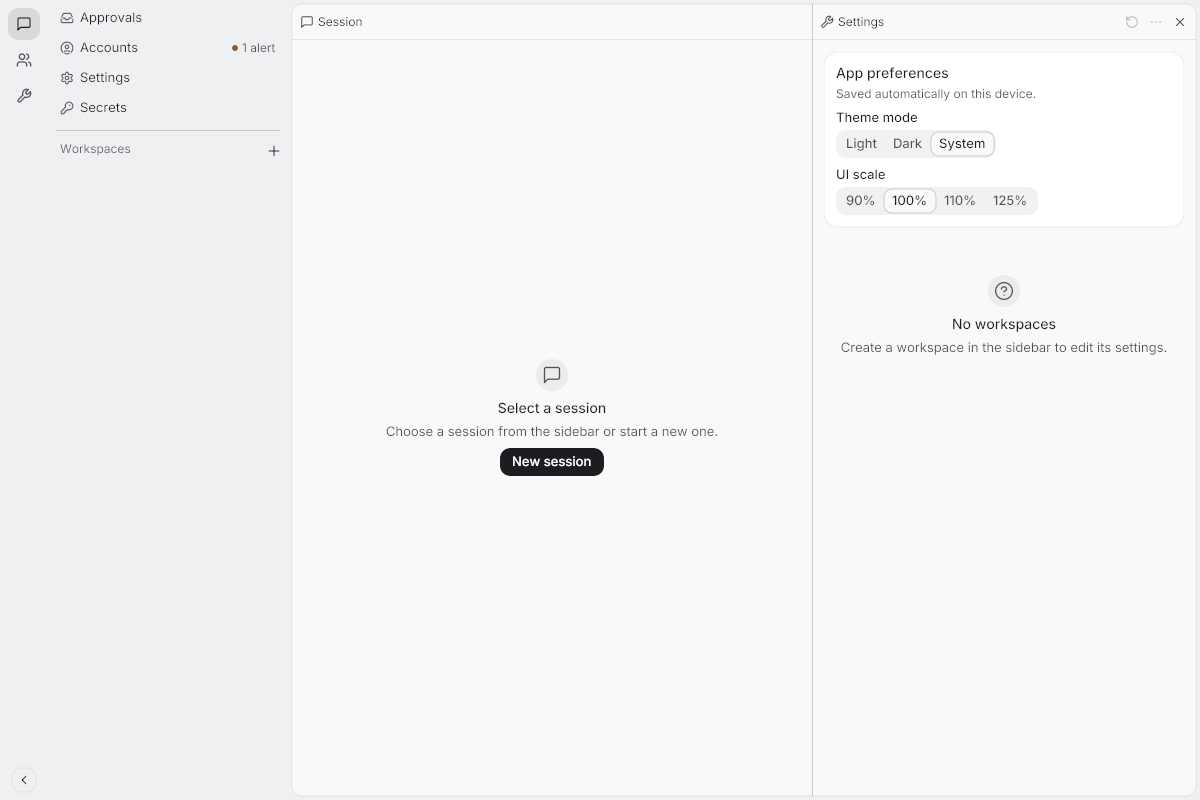 Approvals
Accounts
1 alert
Settings
Secrets
Workspaces
Session
Select a session
Choose a session from the sidebar or start a new one.
New session
Settings
App preferences
Saved automatically on this device.
Theme mode
Light Dark System
UI scale
90% 100% 110% 125%
No workspaces
Create a workspace in the sidebar to edit its settings.